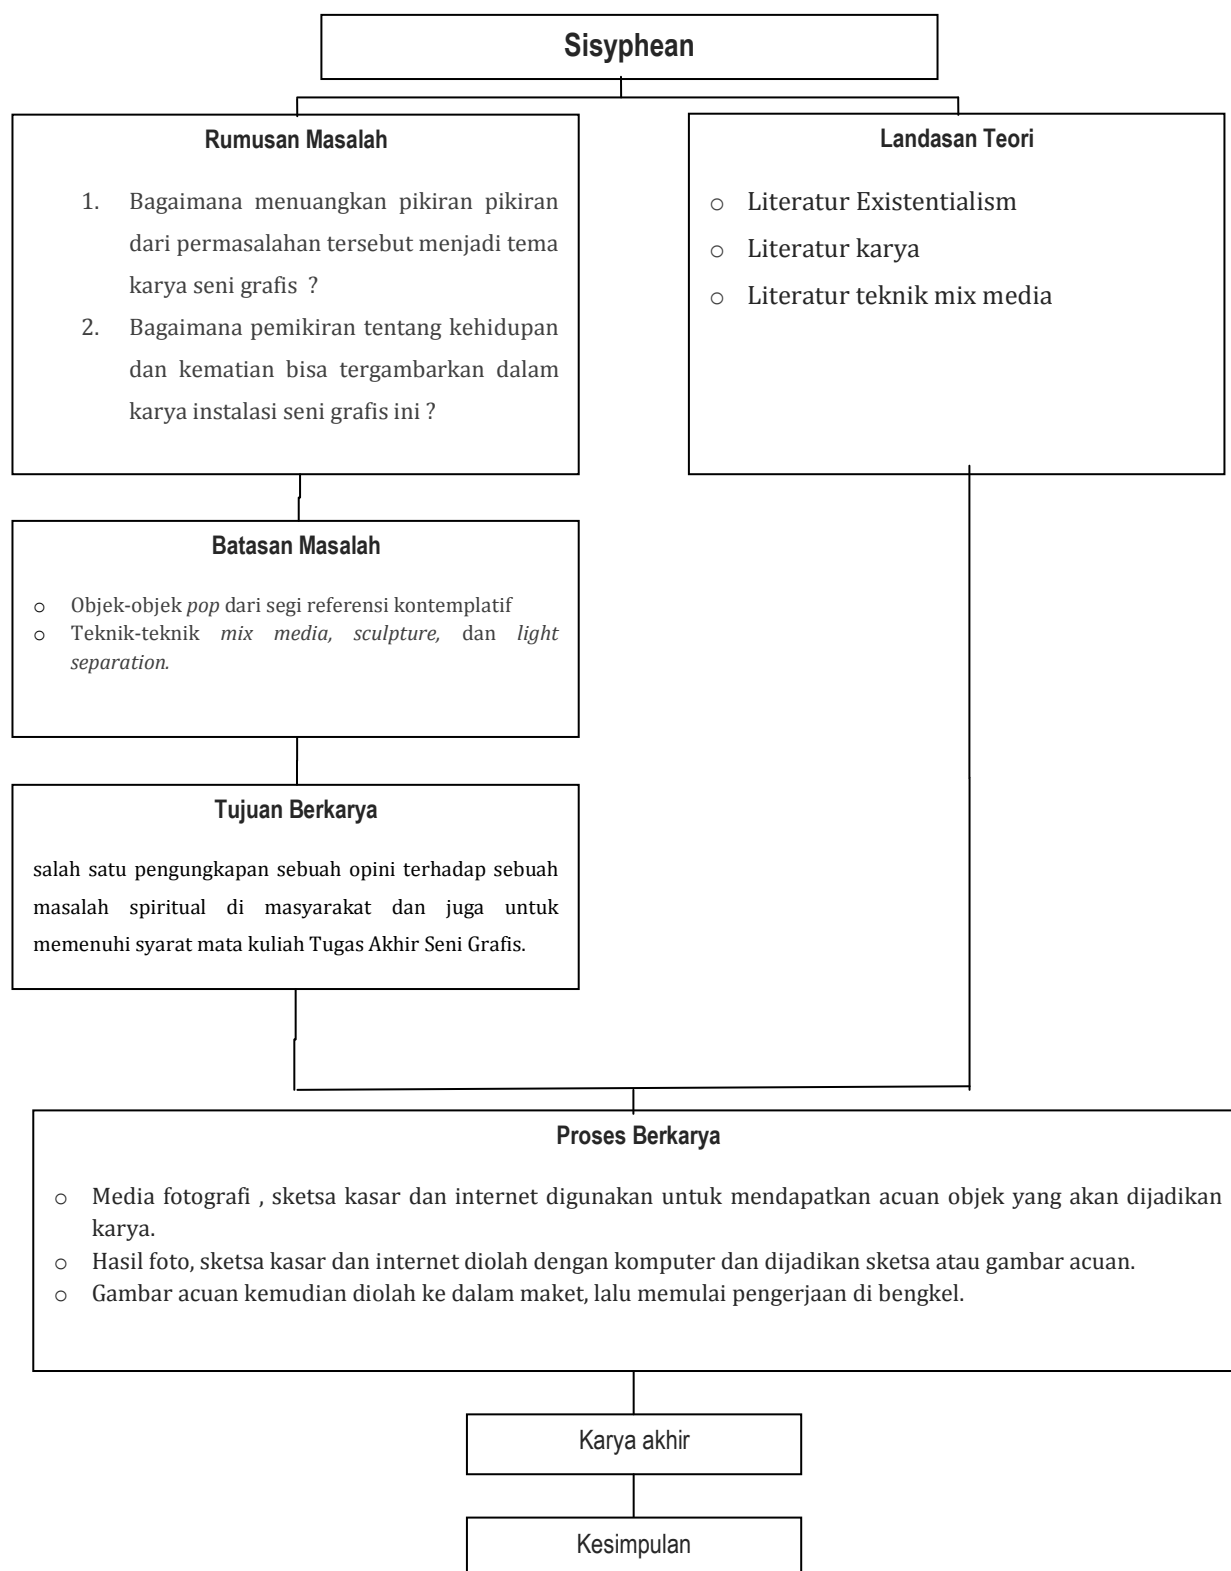 Sisyphean
Rumusan Masalah
1. Bagaimana menuangkan pikiran pikiran
dari permasalahan tersebut menjadi tema
karya seni grafis ?
2. Bagaimana pemikiran tentang kehidupan
dan kematian bisa tergambarkan dalam
karya instalasi seni grafis ini ?
Landasan Teori
o Literatur Existentialism
o Literatur karya
o Literatur teknik mix media
Batasan Masalah
o Objek-objek pop dari segi referensi kontemplatif
o Teknik-teknik mix media, sculpture, dan light
separation.
Tujuan Berkarya
salah satu pengungkapan sebuah opini terhadap sebuah
masalah spiritual di masyarakat dan juga untuk
memenuhi syarat mata kuliah Tugas Akhir Seni Grafis.
Proses Berkarya
o Media fotografi , sketsa kasar dan internet digunakan untuk mendapatkan acuan objek yang akan dijadikan
karya.
o Hasil foto, sketsa kasar dan internet diolah dengan komputer dan dijadikan sketsa atau gambar acuan.
o Gambar acuan kemudian diolah ke dalam maket, lalu memulai pengerjaan di bengkel.
Karya akhir
Kesimpulan